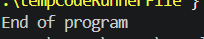 .\tempCodeRunnerFile }
End of program